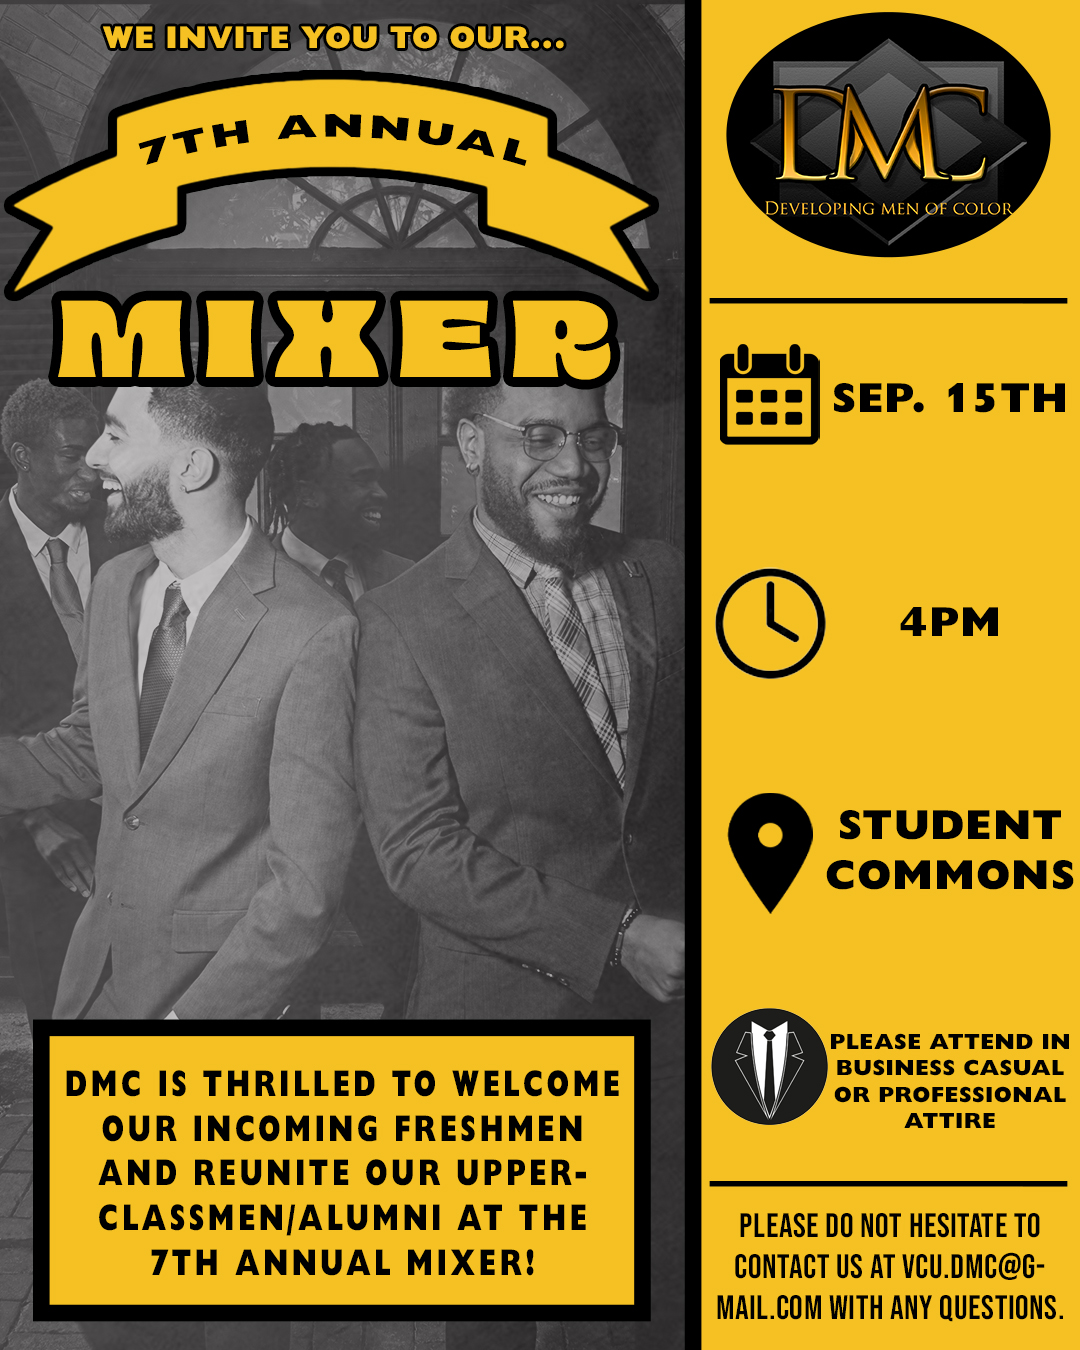 WE INVITE YOU TO OUR...
7TH ANNUAL
MIXER
DMC IS THRILLED TO WELCOME
OUR INCOMING FRESHMEN
AND REUNITE OUR UPPER-
CLASSMEN/ALUMNI AT THE
7TH ANNUAL MIXER!
DMC
DEVELOPING MEN OF COLOR
SEP. 15TH
4PM
STUDENT
COMMONS
PLEASE ATTEND IN
BUSINESS CASUAL
OR PROFESSIONAL
ATTIRE
PLEASE DO NOT HESITATE TO
CONTACT US AT VCU.DMC@G-
MAIL.COM WITH ANY QUESTIONS.